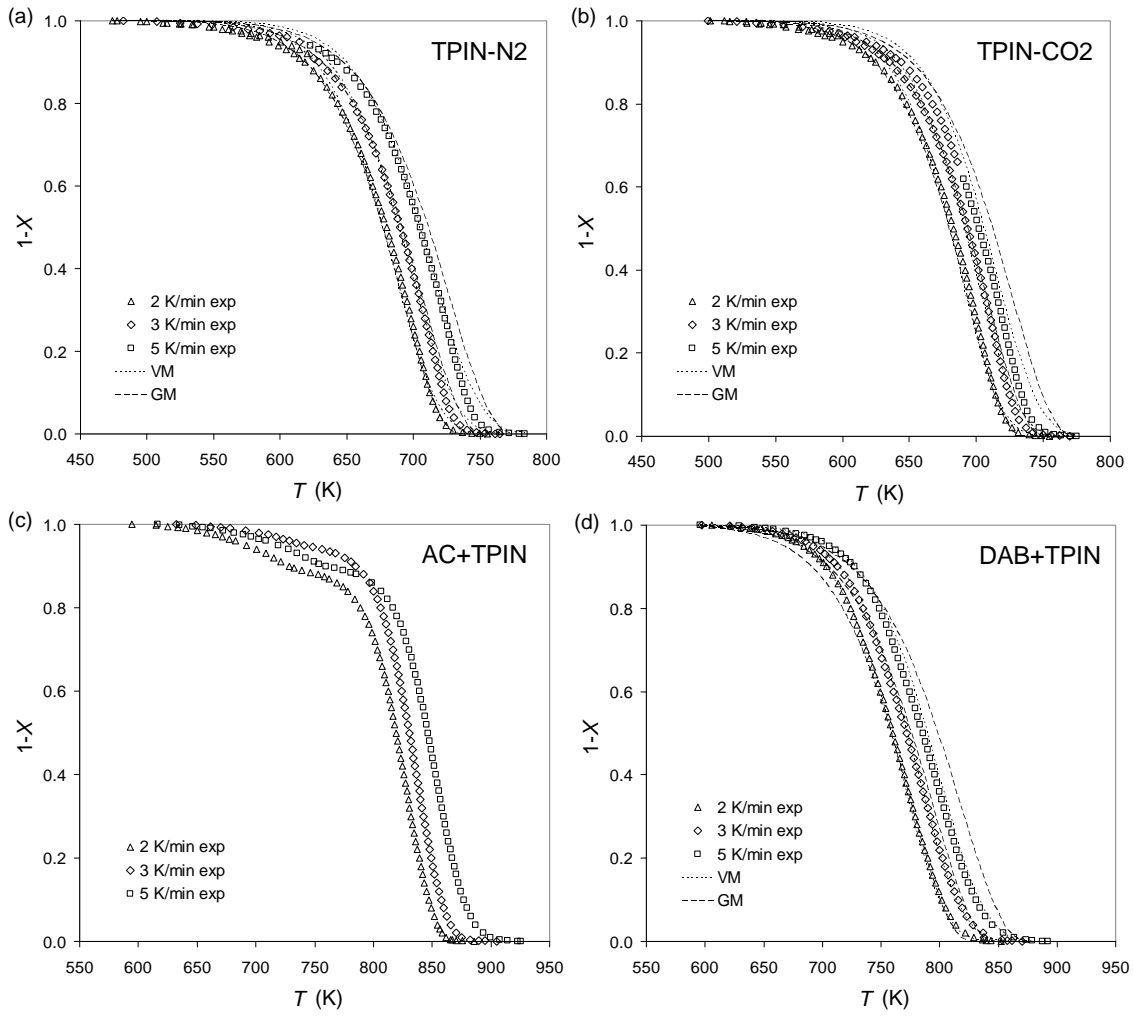 (a)
TPIN-N2
1-X
1.0
0.8
0.6
0.4
0.2
0.0
2 K/min exp
3 K/min exp
5 K/min exp
VM
GM
450 500 550 600 650 700 750 800
T (K)
(b)
TPIN-CO2
1-X
1.0
0.8
0.6
0.4
0.2
0.0
2 K/min exp
3 K/min exp
5 K/min exp
VM
GM
400 450 500 550 600 650 700 750 800
T (K)
(c)
AC+TPIN
1-X
1.0
0.8
0.6
0.4
0.2
0.0
2 K/min exp
3 K/min exp
5 K/min exp
550 600 650 700 750 800 850 900 950
T (K)
(d)
DAB+TPIN
1-X
1.0
0.8
0.6
0.4
0.2
0.0
2 K/min exp
3 K/min exp
5 K/min exp
VM
GM
550 600 650 700 750 800 850 900 950
T (K)